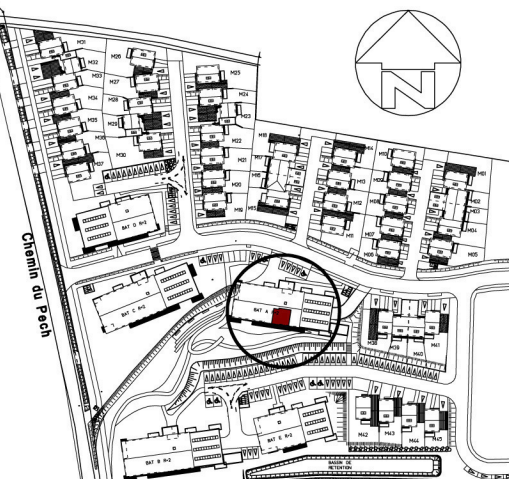 N
M31
M32
M33
M34
M35
M36
M37
M26
M27
M28
M29
M30
M25
M24
M23
M22
M21
M20
M19
M18
M17
M16
M15
M14
M13
M12
M11
M10
M09
M08
M07
M06
M01
M02
M03
M04
M05
BAT D R+2
Chemin du Pech
BAT C R+2
BAT A
M38
M39
M40
M41
BAT B R+2
BAT E R+2
M42
M43
M44
M45
BASSIN DE
RETENTION